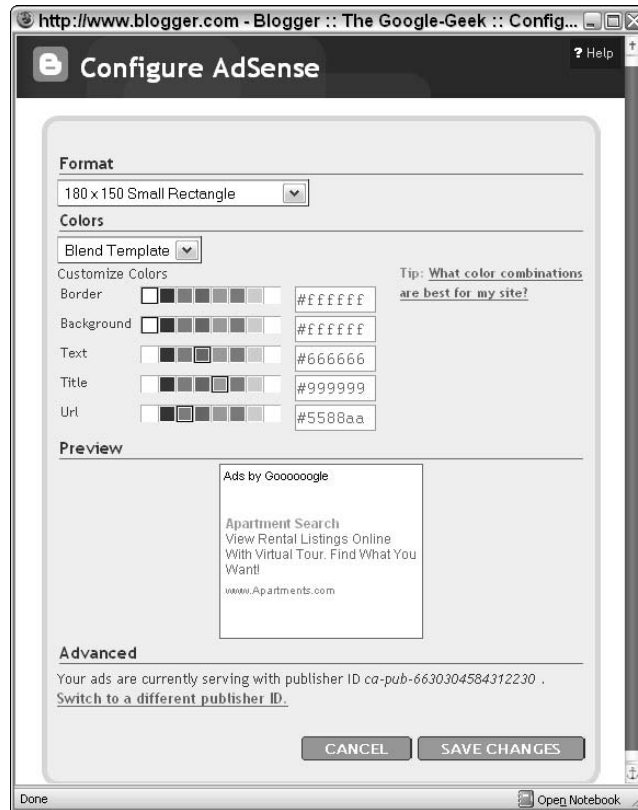 http://www.blogger.com - Blogger :: The Google-Geek :: Config...
Configure AdSense
? Help
Format
180 x 150 Small Rectangle
Colors
Blend Template
Customize Colors
Tip: What color combinations
are best for my site?
Border #ffffff
Background #ffffff
Text #666666
Title #999999
Url #5588aa
Preview
Ads by Goooooogle
Apartment Search
View Rental Listings Online
With Virtual Tour. Find What You
Want!
www.Apartments.com
Advanced
Your ads are currently serving with publisher ID ca-pub-6630304584312230 .
Switch to a different publisher ID.
CANCEL
SAVE CHANGES
Done
Open Notebook